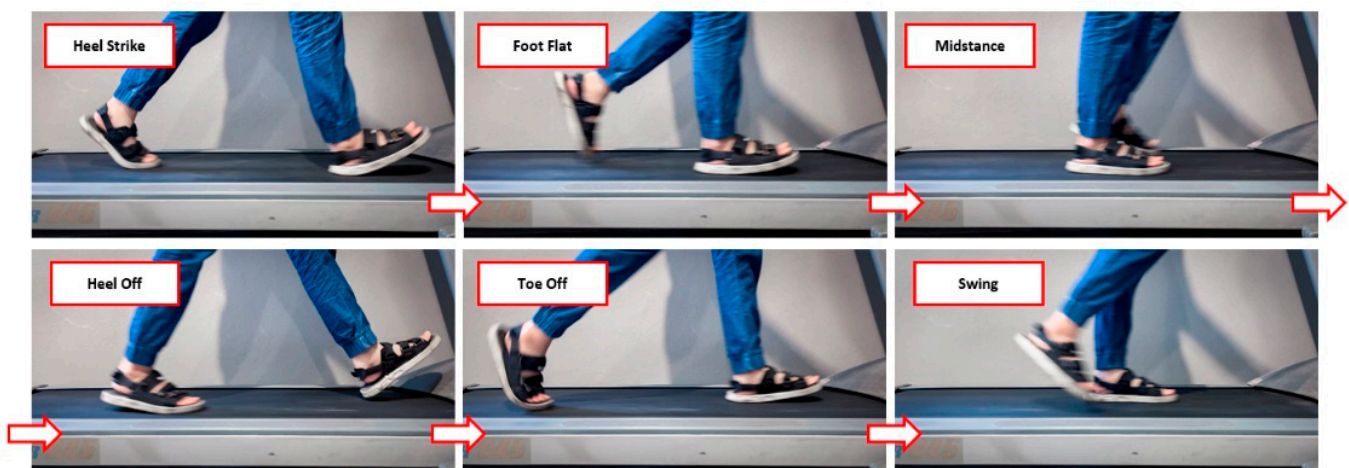 Heel Strike
Foot Flat
Midstance
Heel Off
Toe Off
Swing